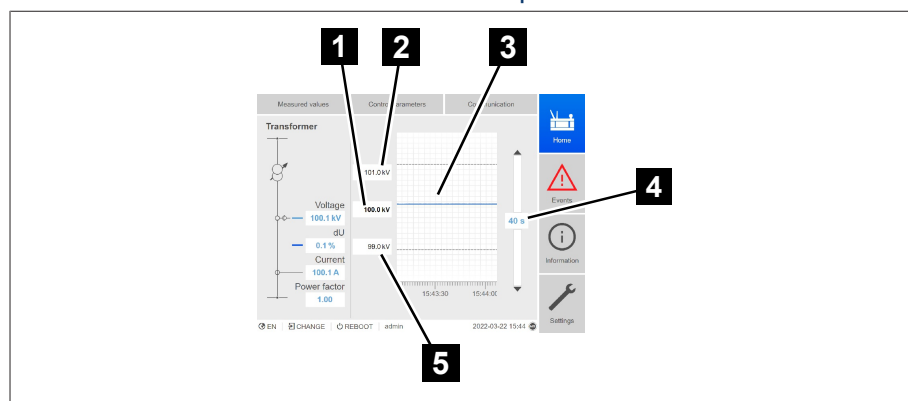 1 2 3
Measured values Control parameters Communication
Home
Transformer
101.0 kV
Events
4
Voltage
100.0 kV
100.1 kV
40 s
dU
0.1 %
99.0 kV
Current
100.1 A
Information
Power factor
1.00
15:43:30 15:44:00
Settings
EN CHANGE REBOOT admin 2022-03-22 15:44
5